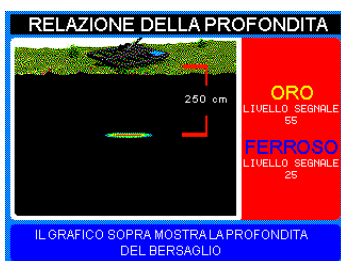 RELAZIONE DELLA PROFONDITA
250 cm
ORO
LIVELLO SEGNALE
55
FERROSO
LIVELLO SEGNALE
25
IL GRAFICO SOPRA MOSTRA LA PROFONDITA
DEL BERSAGLIO